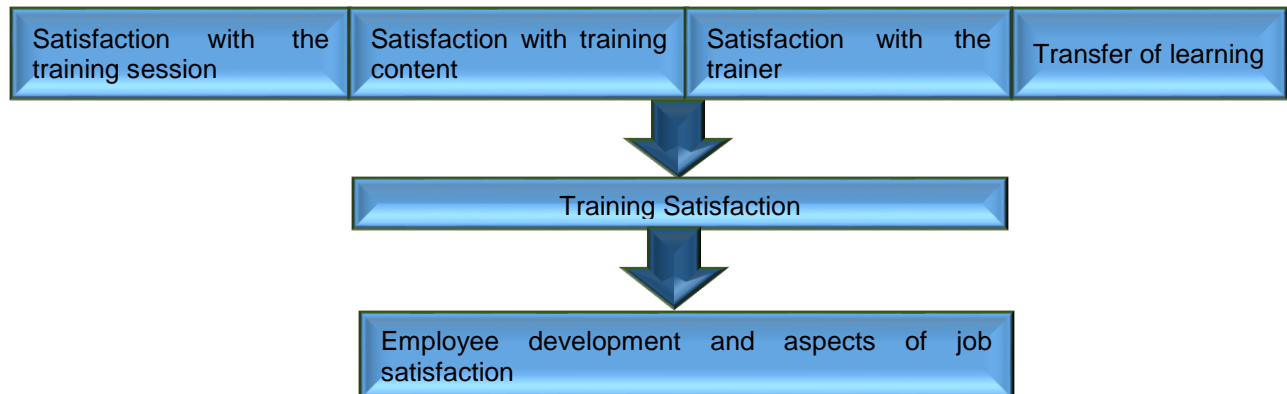 Satisfaction with the
training session
Satisfaction with training
content
Satisfaction with the
trainer
Transfer of learning
Training Satisfaction
Employee development and aspects of job
satisfaction